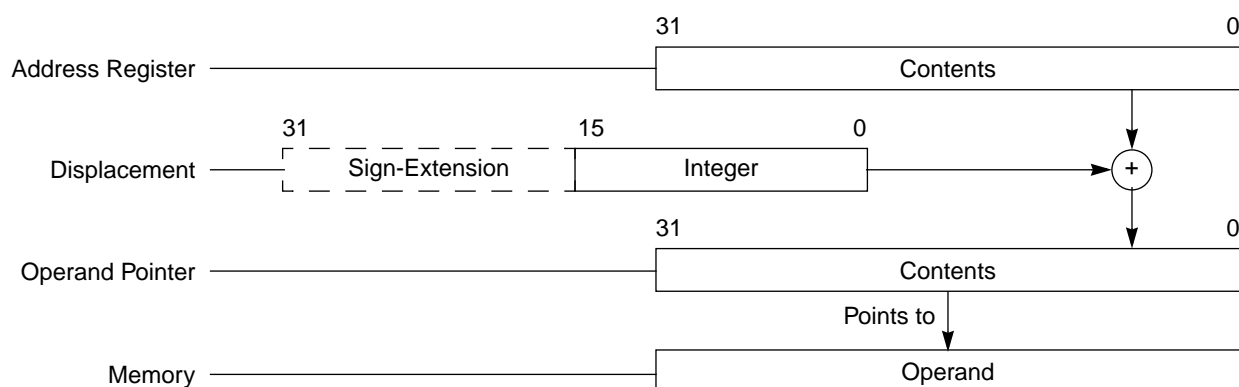 31 0
Address Register Contents
31 15 0
Displacement Sign-Extension Integer +
31 0
Operand Pointer Contents
Points to
Memory Operand